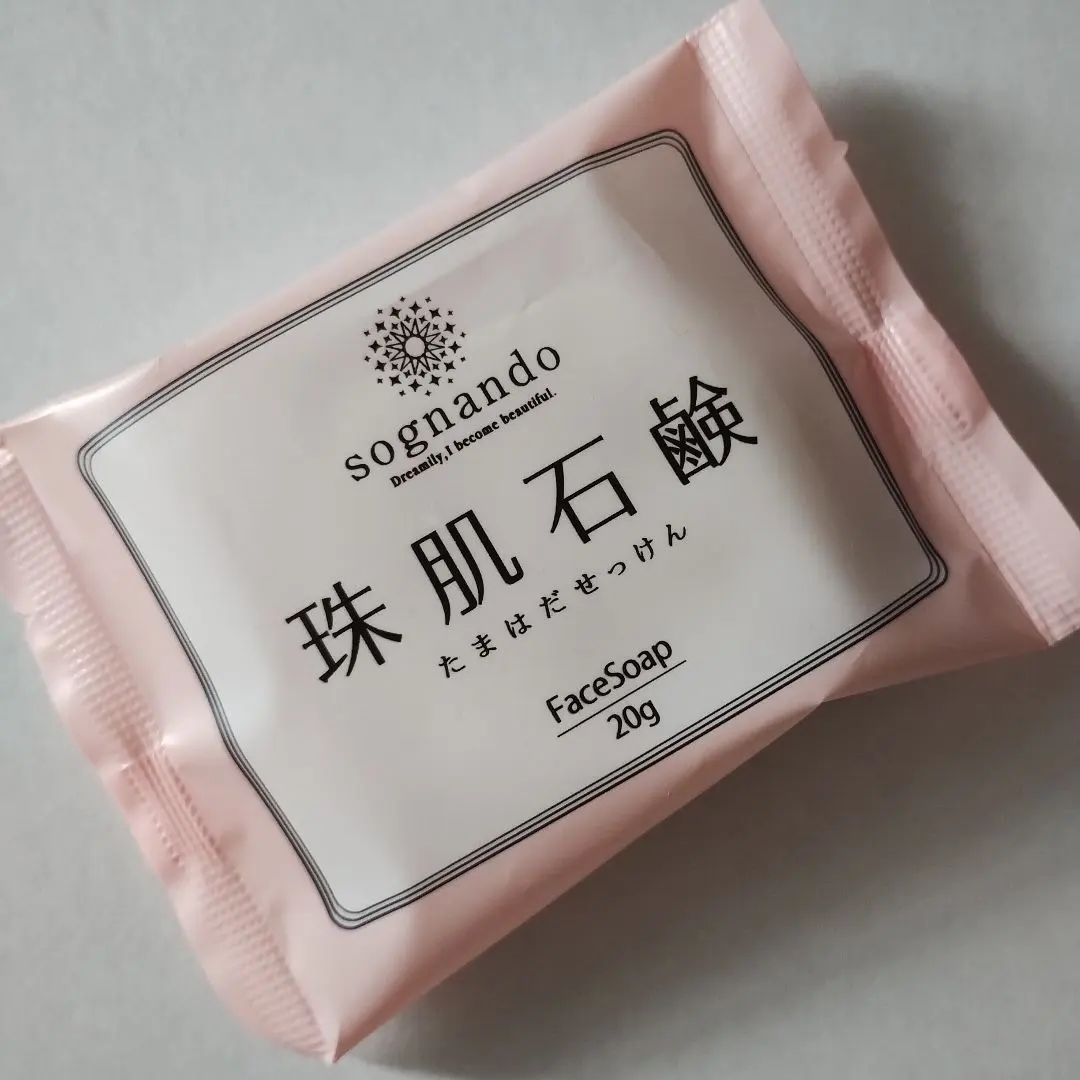 sognando
Dreamily,I become beautiful.
珠肌石鹸
たまはだせっけん
FaceSoap
20g